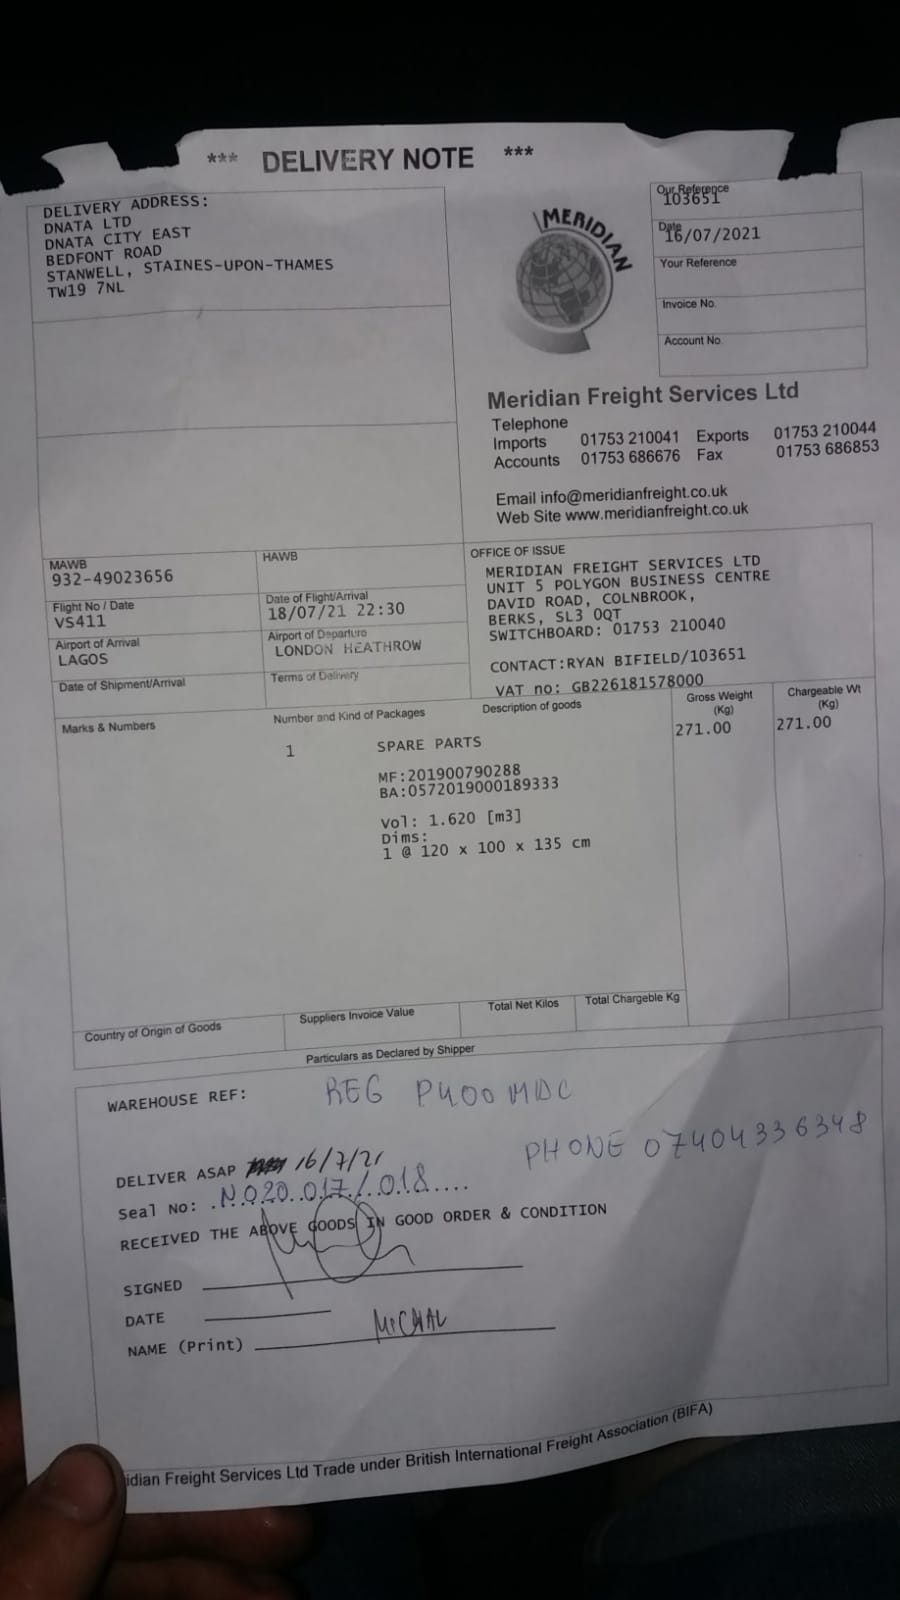 *** DELIVERY NOTE ***
DELIVERY ADDRESS:
DNATA LTD
DNATA CITY EAST
BEDFONT ROAD
STANWELL, STAINES-UPON-THAMES
TW19 7NL
MERIDIAN
Our Reference
103651
Date
16/07/2021
Your Reference
Invoice No.
Account No.
Meridian Freight Services Ltd
Telephone
Imports 01753 210041 Exports 01753 210044
Accounts 01753 686676 Fax 01753 686853
Email info@meridianfreight.co.uk
Web Site www.meridianfreight.co.uk
MAWB
932-49023656
HAWB
Flight No / Date
VS411
Date of Flight/Arrival
18/07/21 22:30
Airport of Arrival
LAGOS
Airport of Departure
LONDON HEATHROW
Date of Shipment/Arrival
Terms of Delivery
OFFICE OF ISSUE
MERIDIAN FREIGHT SERVICES LTD
UNIT 5 POLYGON BUSINESS CENTRE
DAVID ROAD, COLNBROOK,
BERKS, SL3 0QT
SWITCHBOARD: 01753 210040
CONTACT:RYAN BIFIELD/103651
VAT no: GB226181578000
Marks & Numbers
Number and Kind of Packages
Description of goods
Gross Weight (Kg)
Chargeable Wt (Kg)
1 SPARE PARTS 271.00 271.00
MF:201900790288
BA:0572019000189333
Vol: 1.620 [m3]
Dims:
1 @ 120 x 100 x 135 cm
Country of Origin of Goods
Suppliers Invoice Value
Total Net Kilos
Total Chargeble Kg
Particulars as Declared by Shipper
WAREHOUSE REF: REG P400MDC
PHONE 07404336348
DELIVER ASAP 16/7/21
Seal No: NO20.017/018....
RECEIVED THE ABOVE GOODS IN GOOD ORDER & CONDITION
SIGNED
DATE
NAME (Print) MICHAL
idian Freight Services Ltd Trade under British International Freight Association (BIFA)